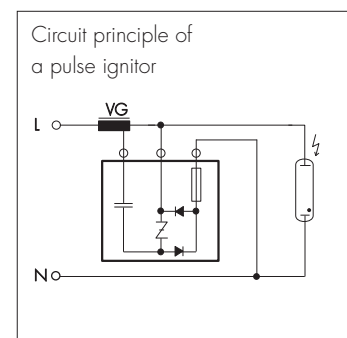 Circuit principle of
a pulse ignitor
VG
L
N